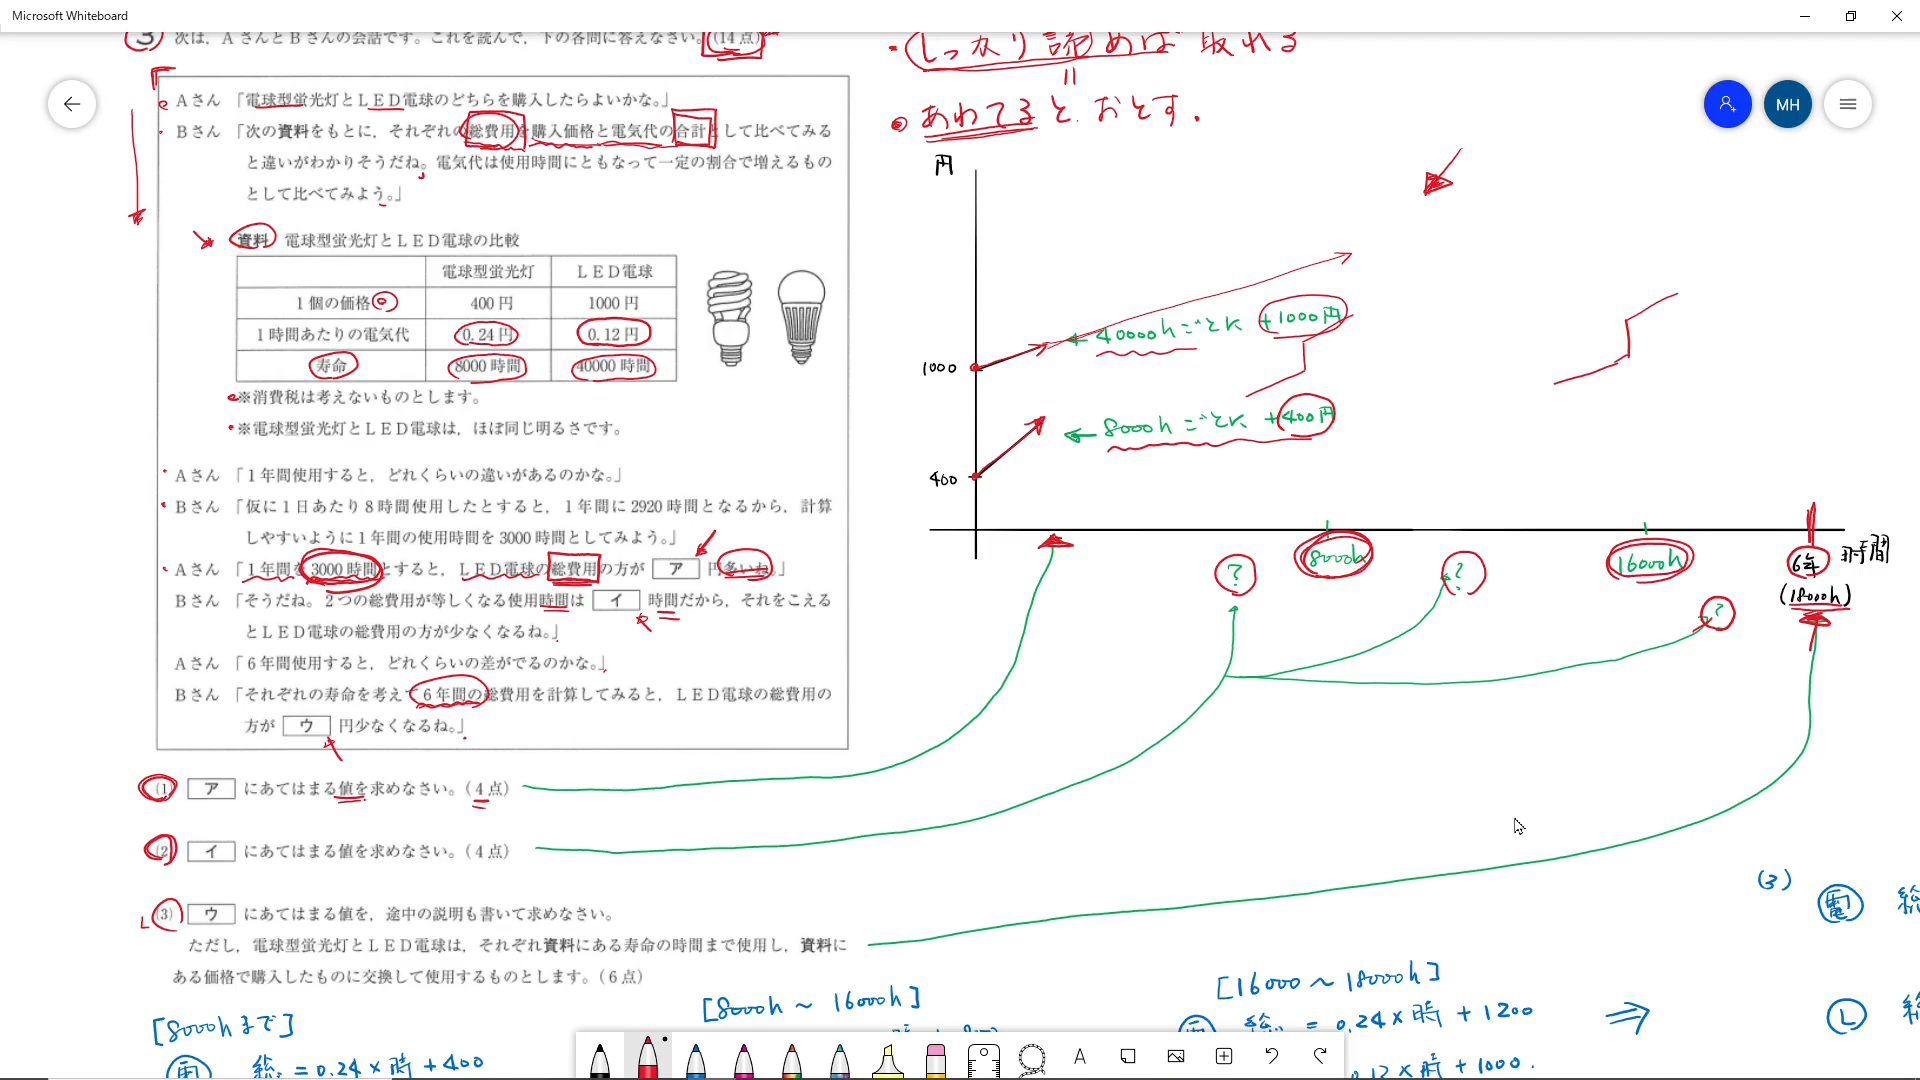 Microsoft Whiteboard
3 次は，AさんとBさんの会話です。これを読んで，下の各問に答えなさい。(14点)
Aさん 「電球型蛍光灯とLED電球のどちらを購入したらよいかな。」
Bさん 「次の資料をもとに，それぞれの総費用を購入価格と電気代の合計として比べてみる
と違いがわかりそうだね。電気代は使用時間にともなって一定の割合で増えるもの
として比べてみよう。」
資料 電球型蛍光灯とLED電球の比較
電球型蛍光灯 LED電球
1個の価格 400円 1000円
1時間あたりの電気代 0.24円 0.12円
寿命 8000時間 40000時間
※消費税は考えないものとします。
※電球型蛍光灯とLED電球は，ほぼ同じ明るさです。
Aさん 「1年間使用すると，どれくらいの違いがあるのかな。」
Bさん 「仮に1日あたり8時間使用したとすると，1年間に2920時間となるから，計算
しやすいように1年間の使用時間を3000時間としてみよう。」
Aさん 「1年間を3000時間とすると，LED電球の総費用の方が ア 円多いね。」
Bさん 「そうだね。2つの総費用が等しくなる使用時間は イ 時間だから，それをこえる
とLED電球の総費用の方が少なくなるね。」
Aさん 「6年間使用すると，どれくらいの差がでるのかな。」
Bさん 「それぞれの寿命を考えて6年間の総費用を計算してみると，LED電球の総費用の
方が ウ 円少なくなるね。」
(1) ア にあてはまる値を求めなさい。(4点)
(2) イ にあてはまる値を求めなさい。(4点)
(3) ウ にあてはまる値を，途中の説明も書いて求めなさい。
ただし，電球型蛍光灯とLED電球は，それぞれ資料にある寿命の時間まで使用し，資料に
ある価格で購入したものに交換して使用するものとします。(6点)
・しっかり読めば 取れる
=
・あわてると おとす.
MH
円
← 40000hごとに +1000円
1000
← 8000hごとに +400円
400
? 8000h ? 16000h 6年 時間
(18000h)
?
(3)
電 総
L 総
[8000hまで]
電 総 = 0.24×時+400
[8000h ~ 16000h]
[16000 ~ 18000h]
電 総 = 0.24×時 + 1200 ⇒
0.12×時 + 1000.
A